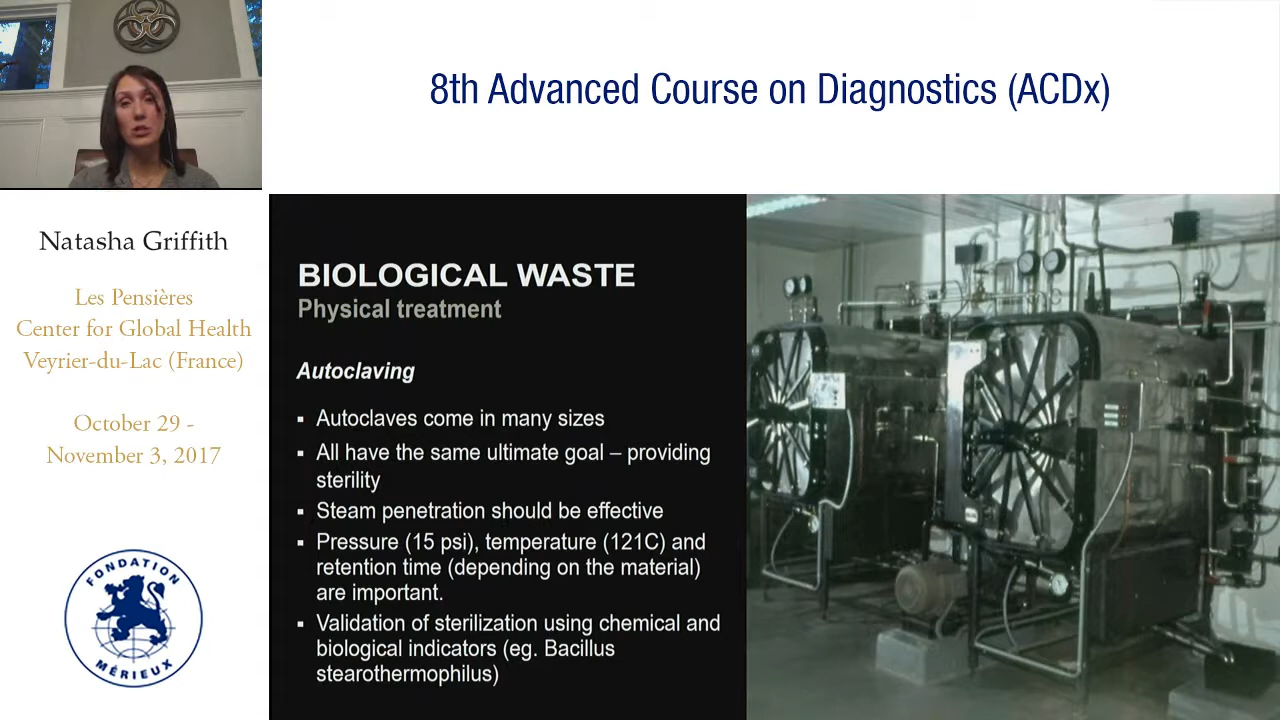 8th Advanced Course on Diagnostics (ACDx)
Natasha Griffith
Les Pensières
Center for Global Health
Veyrier-du-Lac (France)
October 29 -
November 3, 2017
FONDATION
MÉRIEUX
BIOLOGICAL WASTE
Physical treatment
Autoclaving
▪ Autoclaves come in many sizes
▪ All have the same ultimate goal – providing
sterility
▪ Steam penetration should be effective
▪ Pressure (15 psi), temperature (121C) and
retention time (depending on the material)
are important.
▪ Validation of sterilization using chemical and
biological indicators (eg. Bacillus
stearothermophilus)